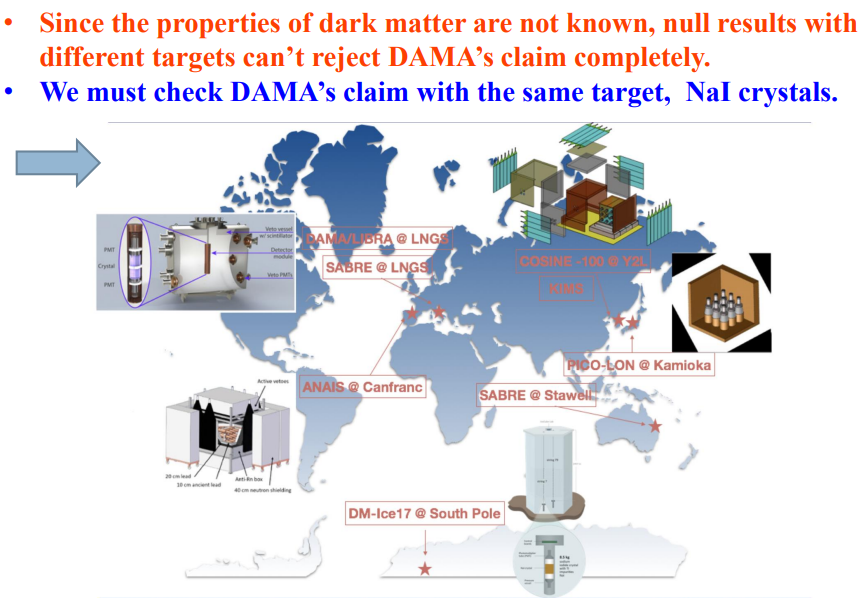 • Since the properties of dark matter are not known, null results with
different targets can’t reject DAMA’s claim completely.
• We must check DAMA’s claim with the same target,  NaI crystals.
DAMA/LIBRA @ LNGS
SABRE @ LNGS
COSINE -100 @ Y2L
KIMS
PICO-LON @ Kamioka
ANAIS @ Canfranc
SABRE @ Stawell
DM-Ice17 @ South Pole
PMT
Crystal
PMT
Veto vessel
w/ scintillator
Detector
module
Veto PMTs
Active vetoes
20 cm lead
10 cm ancient lead
Anti-Rn box
40 cm neutron shielding